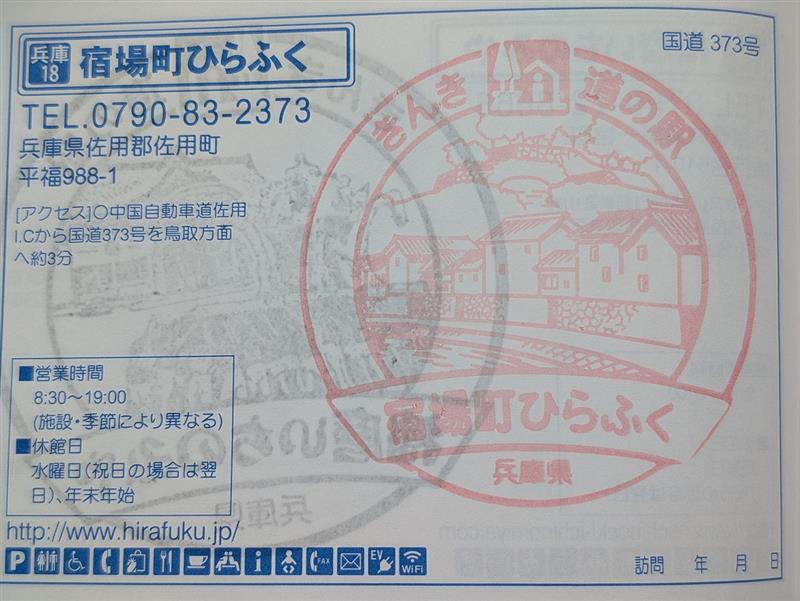 兵庫
18
宿場町ひらふく
国道 373号
TEL.0790-83-2373
兵庫県佐用郡佐用町
平福988-1
[アクセス]○中国自動車道佐用
I.Cから国道373号を鳥取方面
へ約3分
■営業時間
8:30〜19:00
(施設・季節により異なる)
■休館日
水曜日(祝日の場合は翌
日)、年末年始
http://www.hirafuku.jp/
P
FAX
EV
WiFi
きんき 道の駅
宿場町ひらふく
兵庫県
訪問 年 月 日